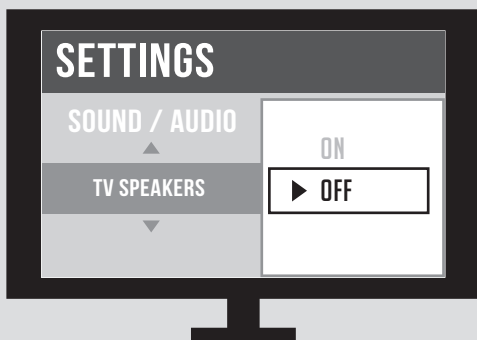 SETTINGS
SOUND / AUDIO
TV SPEAKERS
ON
OFF